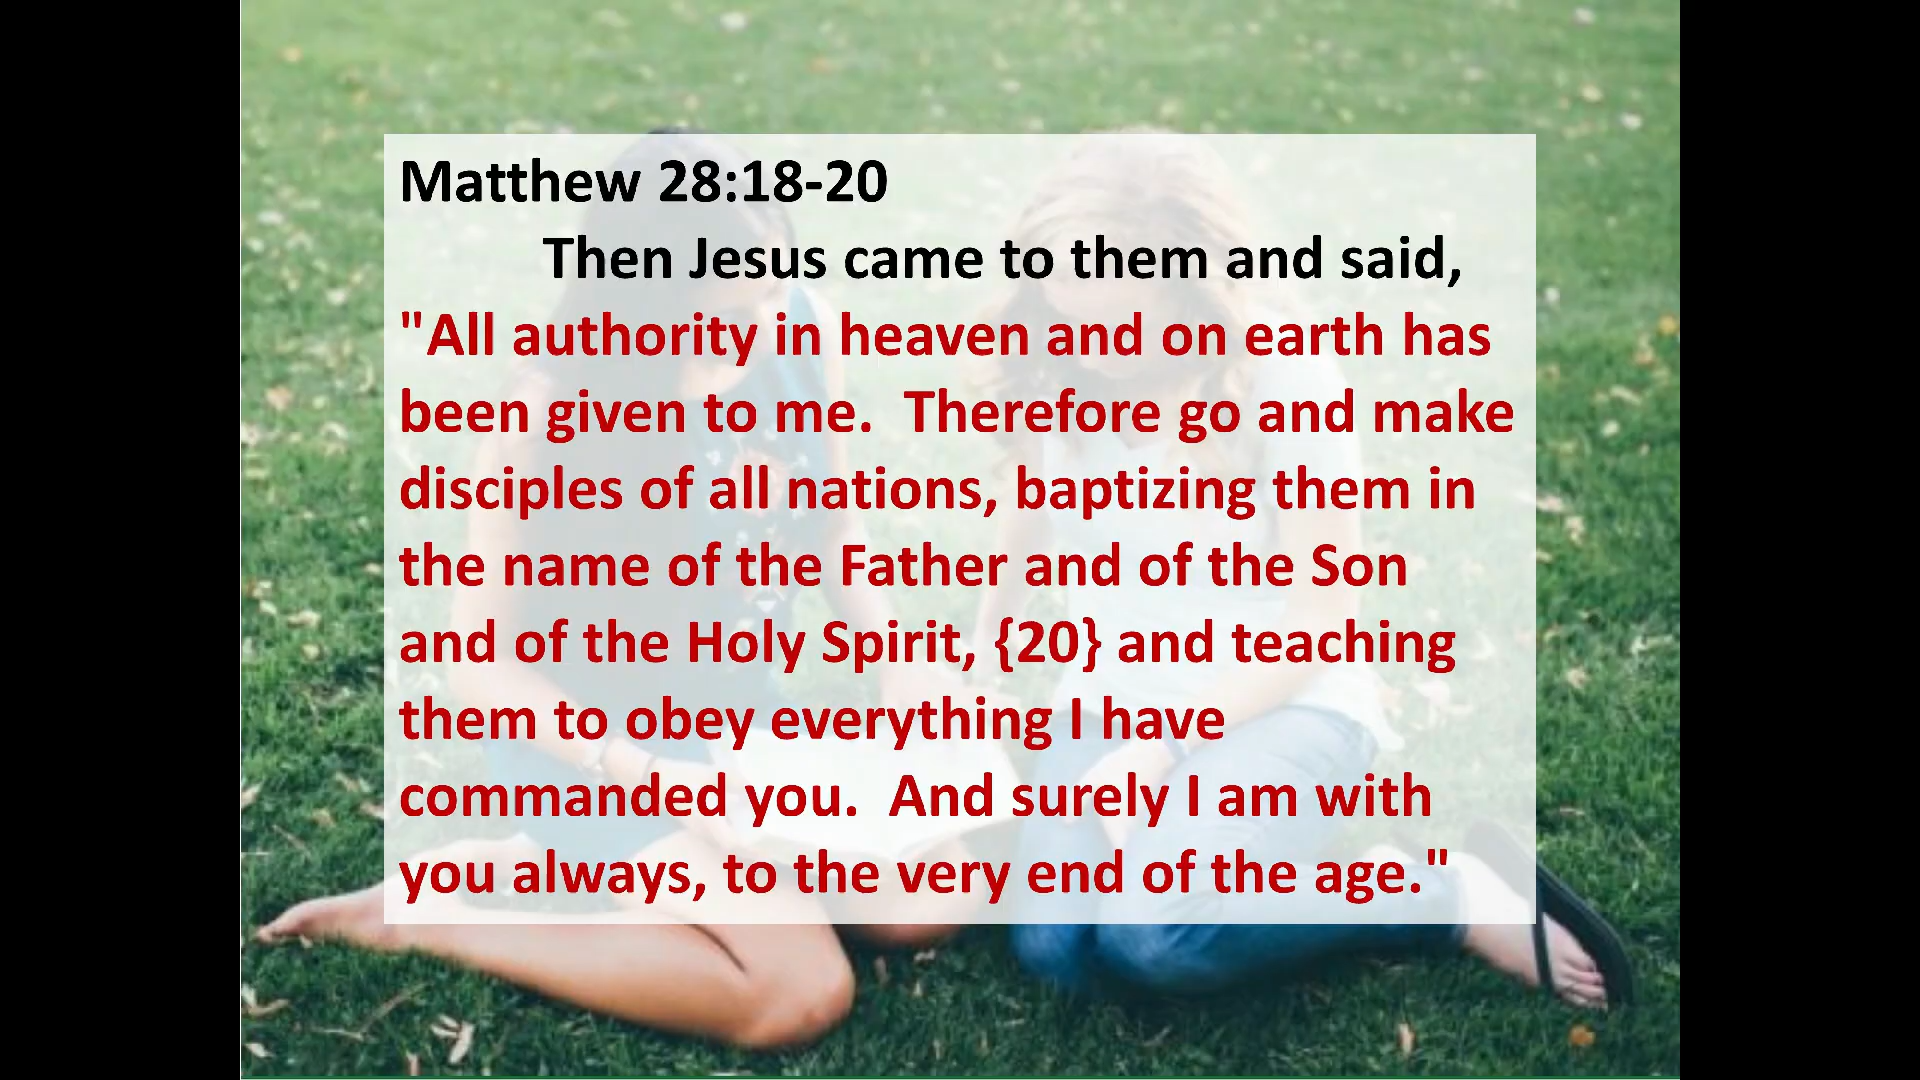 Matthew 28:18-20
Then Jesus came to them and said,
"All authority in heaven and on earth has
been given to me.  Therefore go and make
disciples of all nations, baptizing them in
the name of the Father and of the Son
and of the Holy Spirit, {20} and teaching
them to obey everything I have
commanded you.  And surely I am with
you always, to the very end of the age."